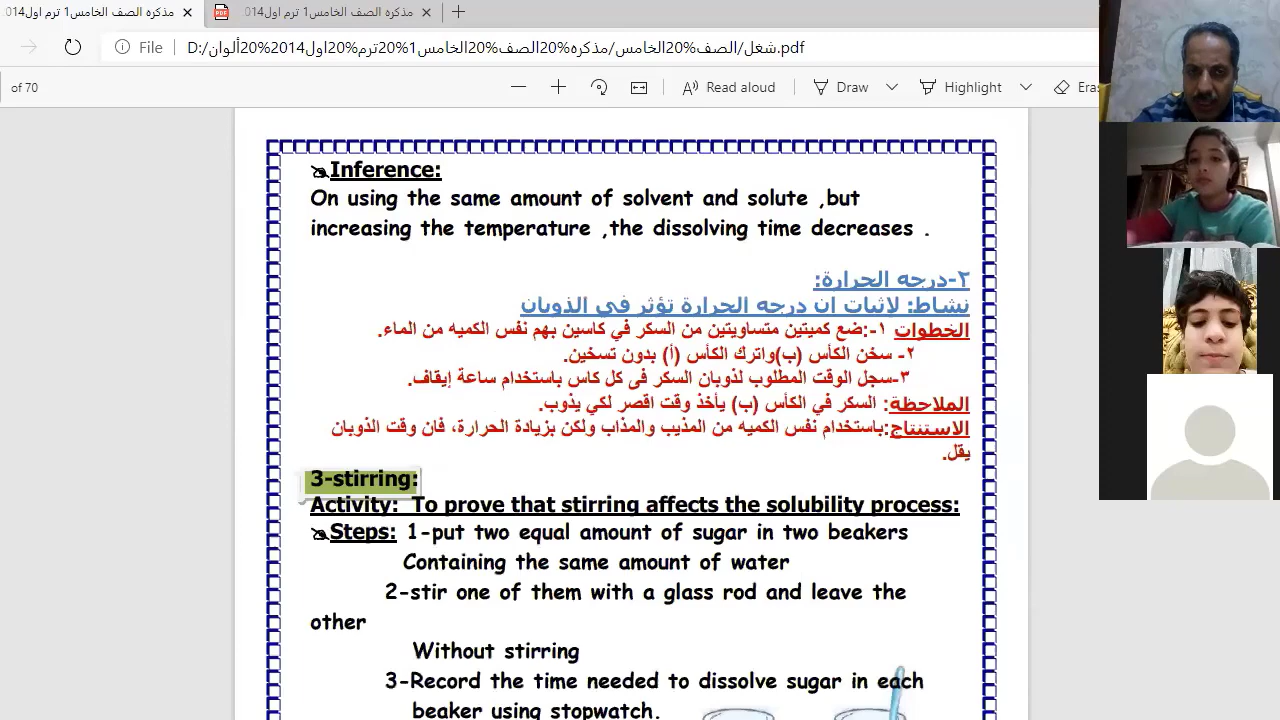 مذكره الصف الخامس1 ترم اول2014
مذكره الصف الخامس1 ترم اول2014
File
D:/شغل/الصف%20الخامس/مذكره%20الصف%20الخامس1%20ترم%20اول2014%20ألوان.pdf
of 70
Read aloud
Draw
Highlight
Inference:
On using the same amount of solvent and solute ,but
increasing the temperature ,the dissolving time decreases .
٢-درجه الحرارة:
نشاط: لاثبات ان درجه الحرارة تؤثر في الذوبان
الخطوات ١-:ضع كميتين متساويتين من السكر في كاسين بهم نفس الكميه من الماء.
٢- سخن الكأس (ب)واترك الكأس (أ) بدون تسخين.
٣-سجل الوقت المطلوب لذوبان السكر فى كل كاس باستخدام ساعة إيقاف.
الملاحظة: السكر في الكأس (ب) يأخذ وقت اقصر لكي يذوب.
الاستنتاج:باستخدام نفس الكميه من المذيب والمذاب ولكن بزيادة الحرارة، فان وقت الذوبان
يقل.
3-stirring:
Activity: To prove that stirring affects the solubility process:
Steps: 1-put two equal amount of sugar in two beakers
Containing the same amount of water
2-stir one of them with a glass rod and leave the
other
Without stirring
3-Record the time needed to dissolve sugar in each
beaker using stopwatch.